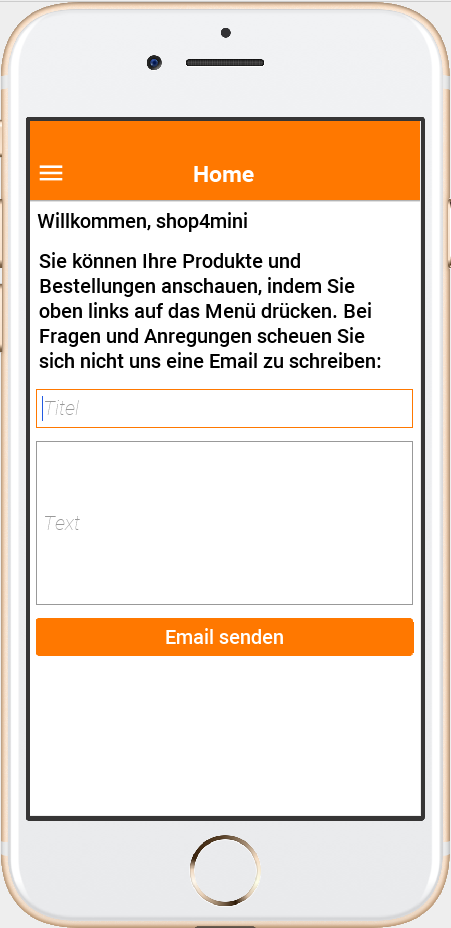 Home
Willkommen, shop4mini
Sie können Ihre Produkte und
Bestellungen anschauen, indem Sie
oben links auf das Menü drücken. Bei
Fragen und Anregungen scheuen Sie
sich nicht uns eine Email zu schreiben:
Titel
Text
Email senden